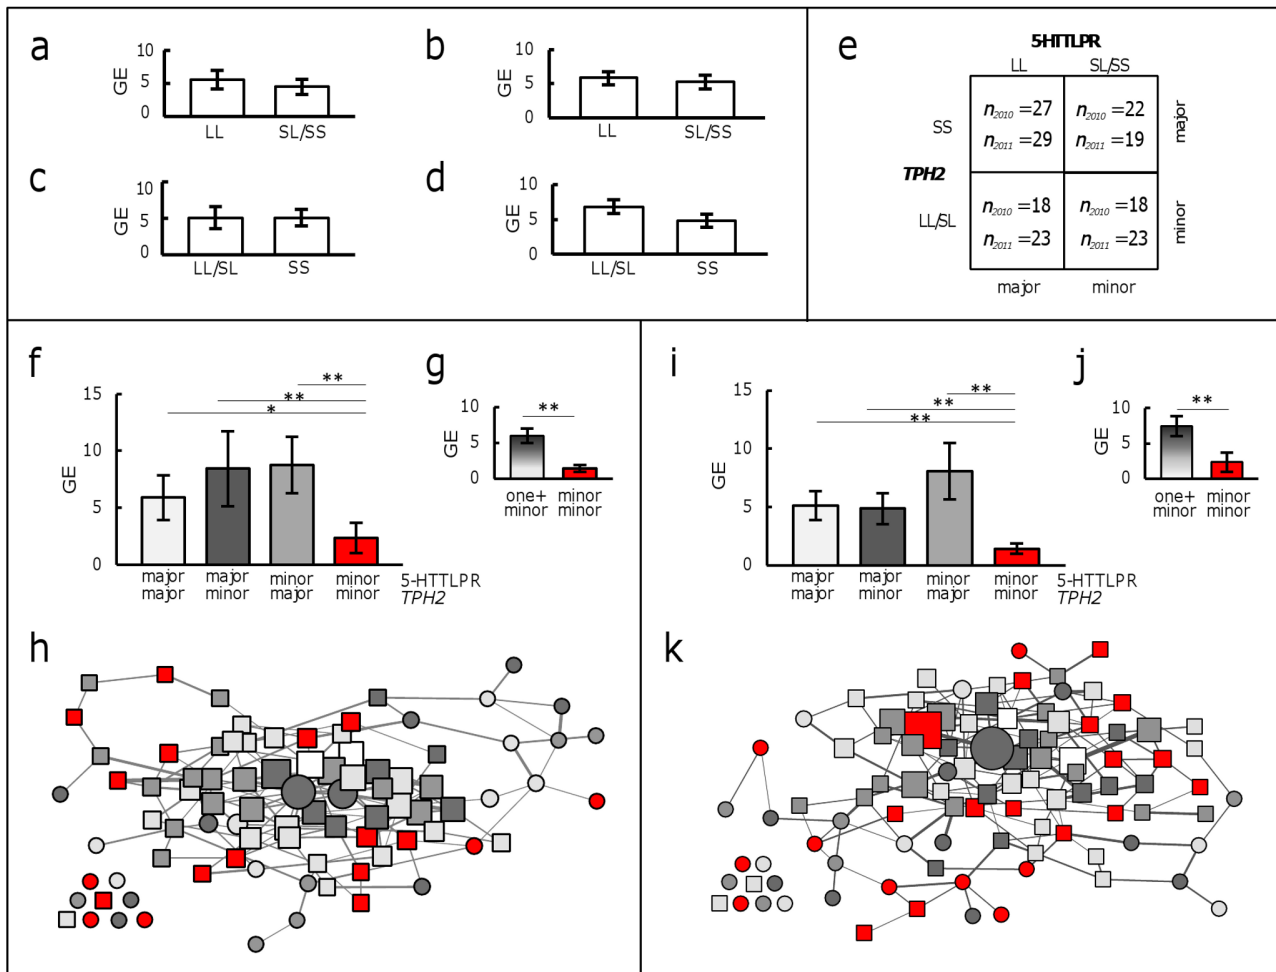 a
10
5
0
GE
LL SL/SS
b
10
5
0
GE
LL SL/SS
c
10
5
0
GE
LL/SL SS
d
10
5
0
GE
LL/SL SS
e
5-HTTLPR
LL SL/SS
SS
n2010 =27 n2010 =22
n2011 =29 n2011 =19
major
TPH2
LL/SL
n2010 =18 n2010 =18
n2011 =23 n2011 =23
minor
major minor
f
15
10
5
0
GE
**
**
*
major major minor minor
major minor major minor
5-HTTLPR
TPH2
g
10
5
0
GE
**
one+ minor
minor minor
h
i
15
10
5
0
GE
**
**
**
major major minor minor
major minor major minor
5-HTTLPR
TPH2
j
10
5
0
GE
**
one+ minor
minor minor
k